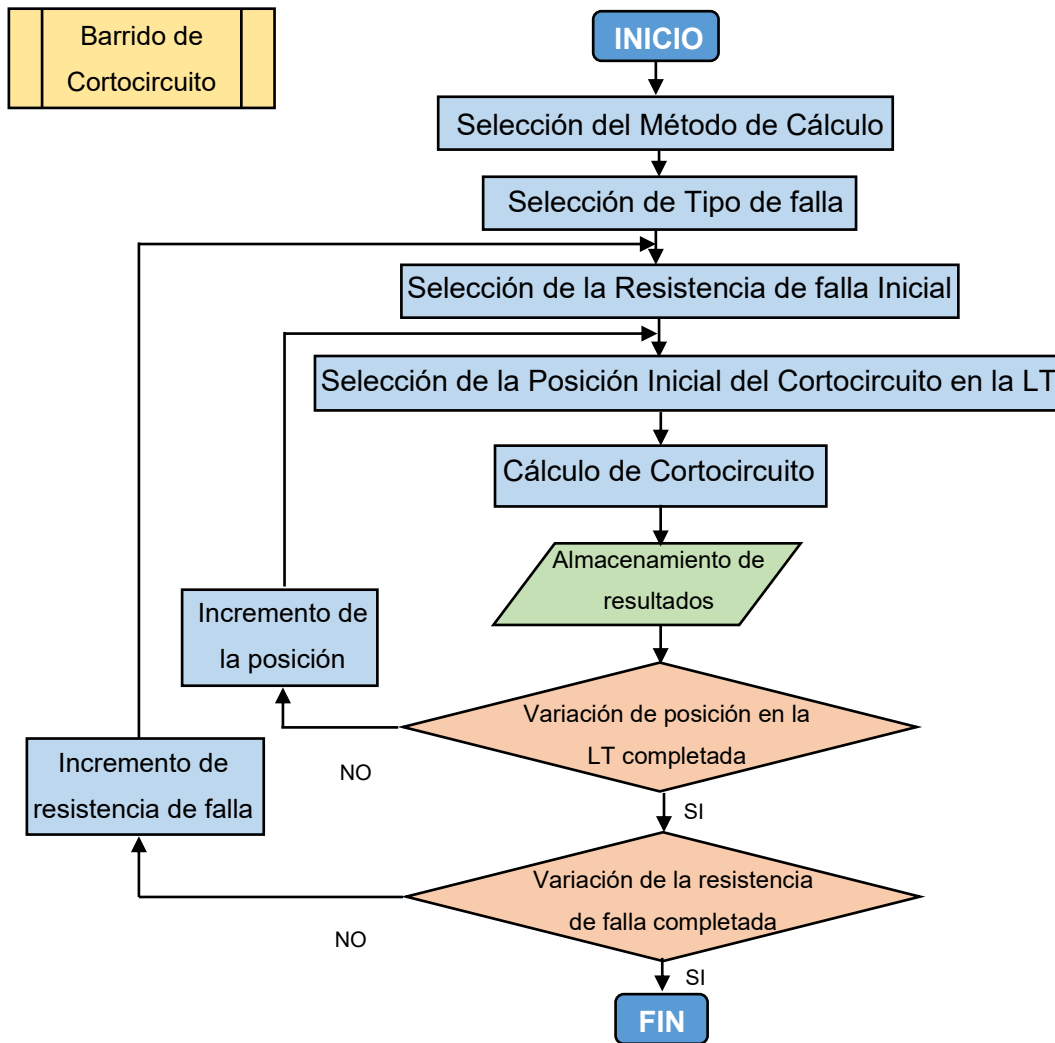 Barrido de
Cortocircuito
INICIO
Selección del Método de Cálculo
Selección de Tipo de falla
Selección de la Resistencia de falla Inicial
Selección de la Posición Inicial del Cortocircuito en la LT
Cálculo de Cortocircuito
Almacenamiento de
resultados
Incremento de
la posición
Variación de posición en la
LT completada
NO
SI
Incremento de
resistencia de falla
Variación de la resistencia
de falla completada
NO
SI
FIN